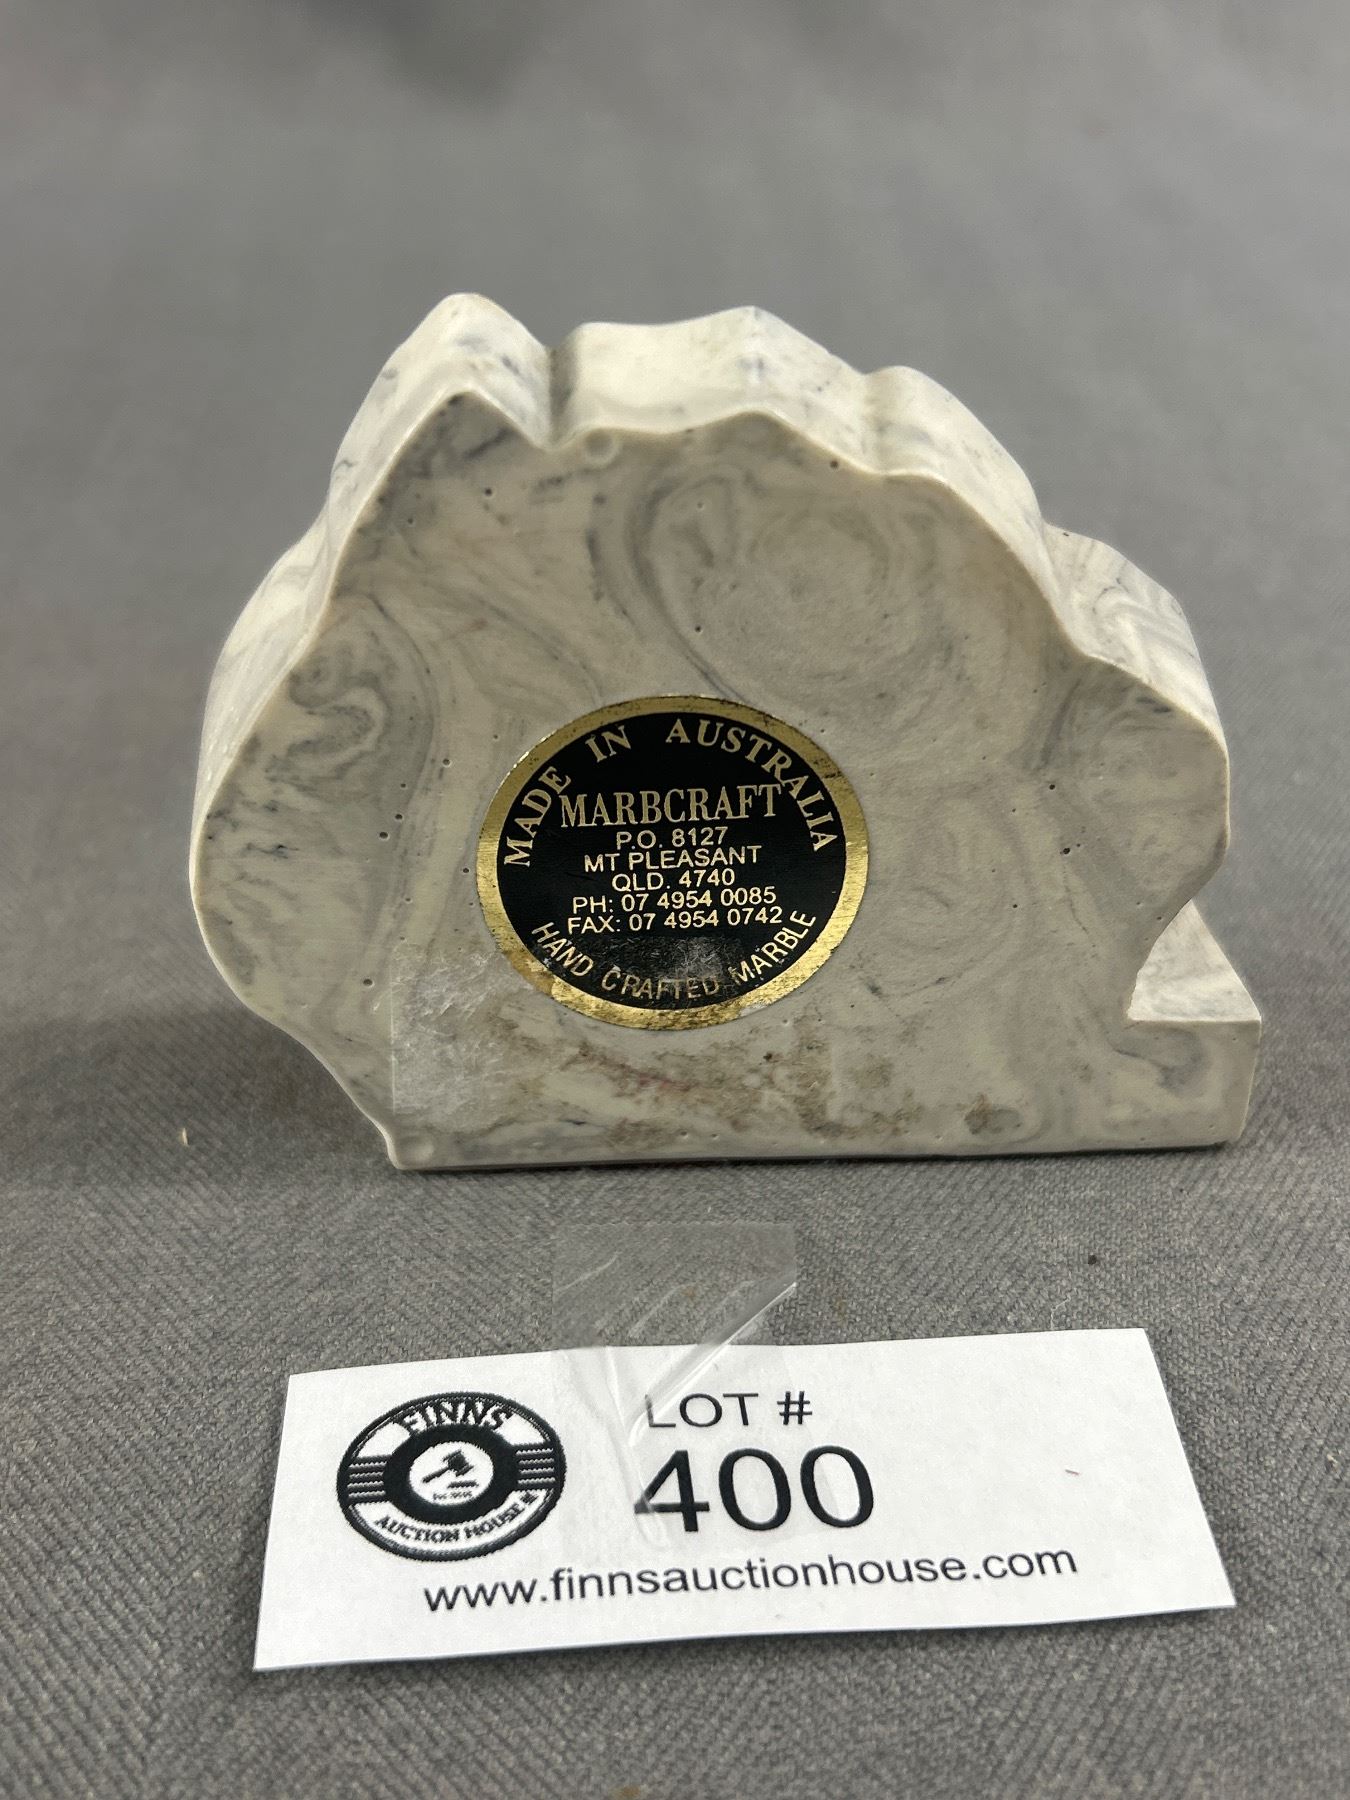 MADE IN AUSTRALIA
MARBCRAFT
P.O. 8127
MT PLEASANT
QLD. 4740
PH: 07 4954 0085
FAX: 07 4954 0742
HAND CRAFTED MARBLE
LOT #
400
FINNS
AUCTION HOUSE
www.finnsauctionhouse.com